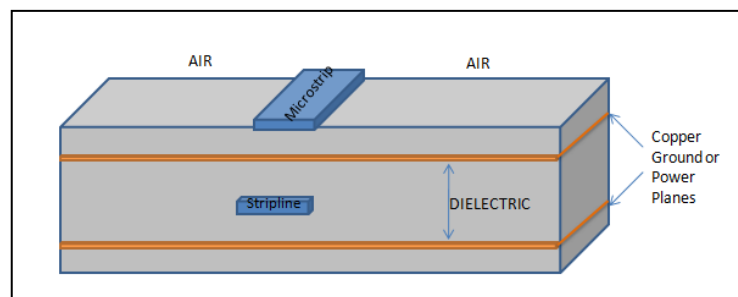 AIR
AIR
Microstrip
Copper
Ground or
Power
Planes
Stripline
DIELECTRIC